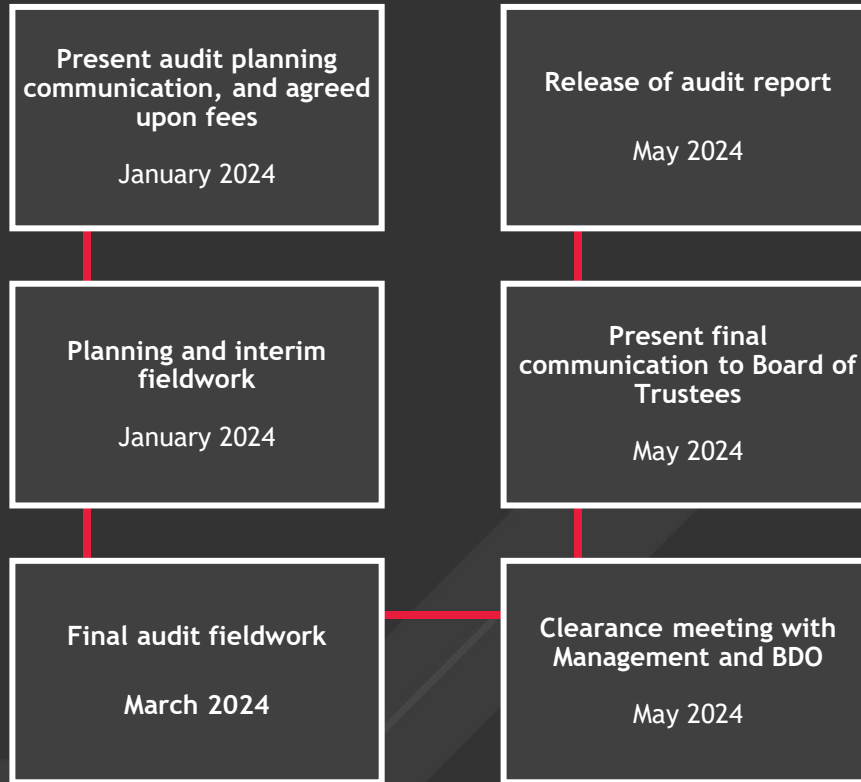 Present audit planning
communication, and agreed
upon fees
January 2024
Planning and interim
fieldwork
January 2024
Final audit fieldwork
March 2024
Clearance meeting with
Management and BDO
May 2024
Present final
communication to Board of
Trustees
May 2024
Release of audit report
May 2024